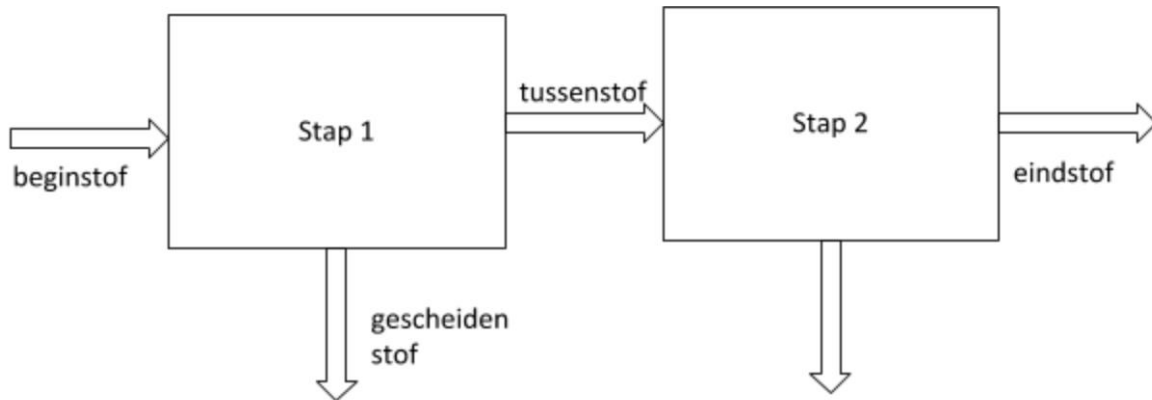 tussenstof
Stap 1
Stap 2
beginstof
eindstof
gescheiden
stof